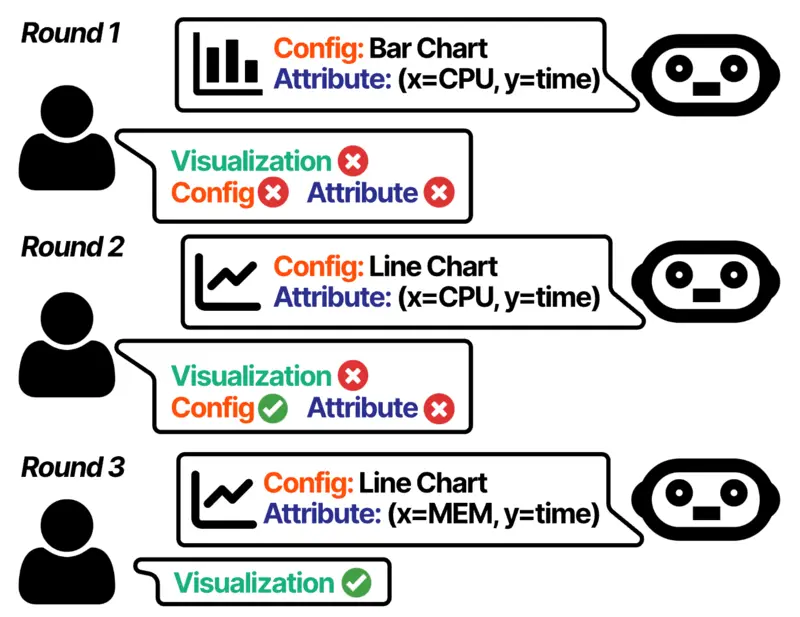 Round 1
Config: Bar Chart
Attribute: (x=CPU, y=time)
Visualization
Config Attribute
Round 2
Config: Line Chart
Attribute: (x=CPU, y=time)
Visualization
Config Attribute
Round 3
Config: Line Chart
Attribute: (x=MEM, y=time)
Visualization